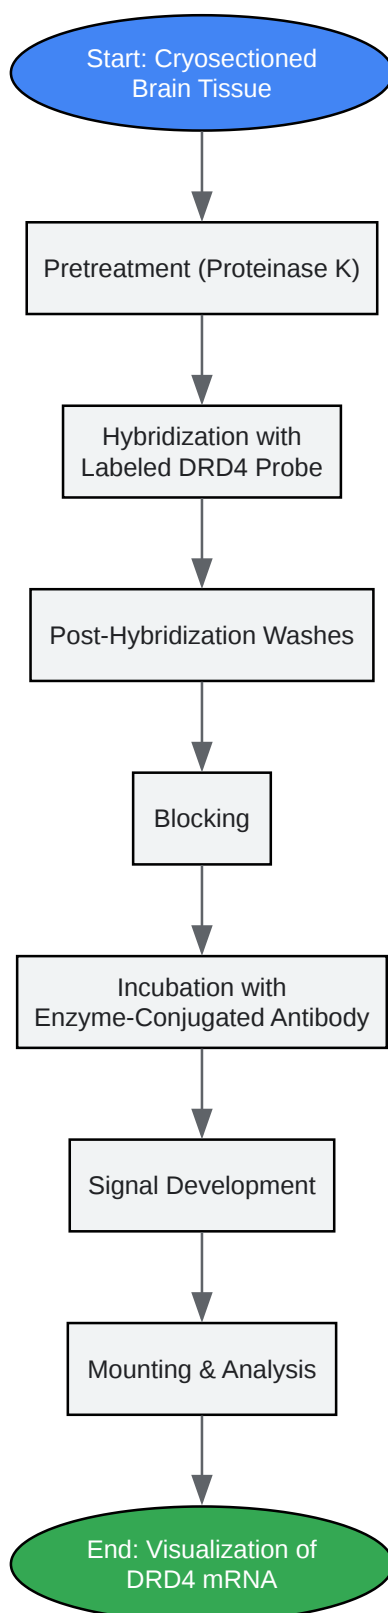 Start: Cryosectioned
Brain Tissue
Pretreatment (Proteinase K)
Hybridization with
Labeled DRD4 Probe
Post-Hybridization Washes
Blocking
Incubation with
Enzyme-Conjugated Antibody
Signal Development
Mounting & Analysis
End: Visualization of
DRD4 mRNA